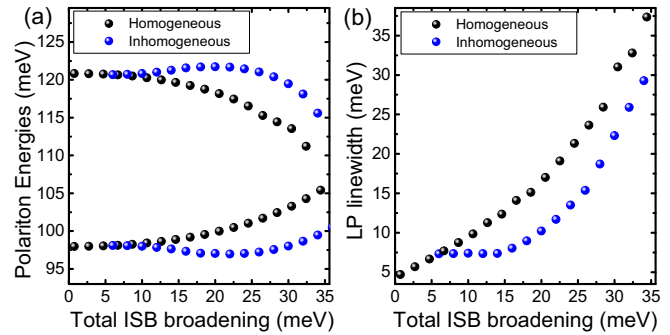 (a)
Homogeneous
Inhomogeneous
Polariton Energies (meV)
120
115
110
105
100
95
0 5 10 15 20 25 30 35
Total ISB broadening (meV)
(b)
Homogeneous
Inhomogeneous
LP linewidth (meV)
35
30
25
20
15
10
5
0 5 10 15 20 25 30 35
Total ISB broadening (meV)